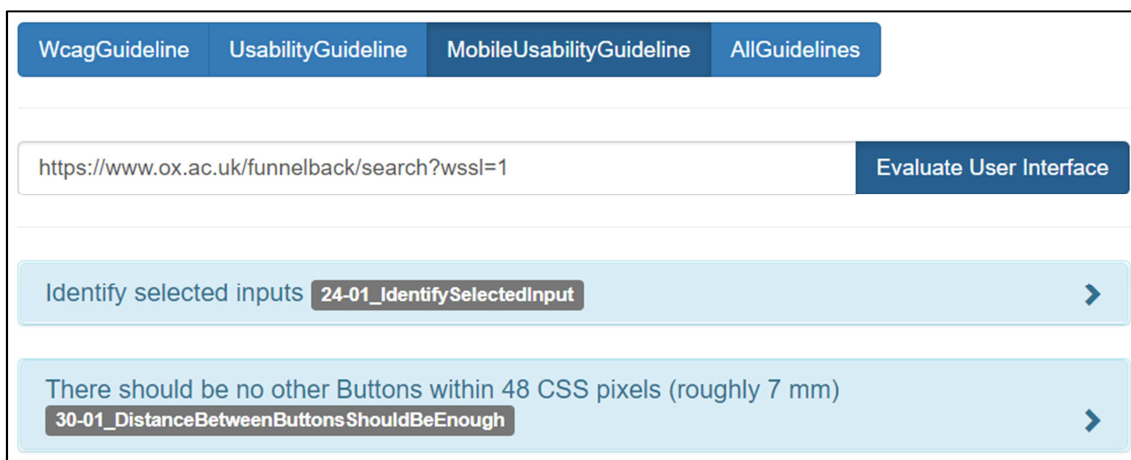 WcagGuideline UsabilityGuideline MobileUsabilityGuideline AllGuidelines
https://www.ox.ac.uk/funnelback/search?wssl=1 Evaluate User Interface
Identify selected inputs 24-01_IdentifySelectedInput
There should be no other Buttons within 48 CSS pixels (roughly 7 mm)
30-01_DistanceBetweenButtonsShouldBeEnough